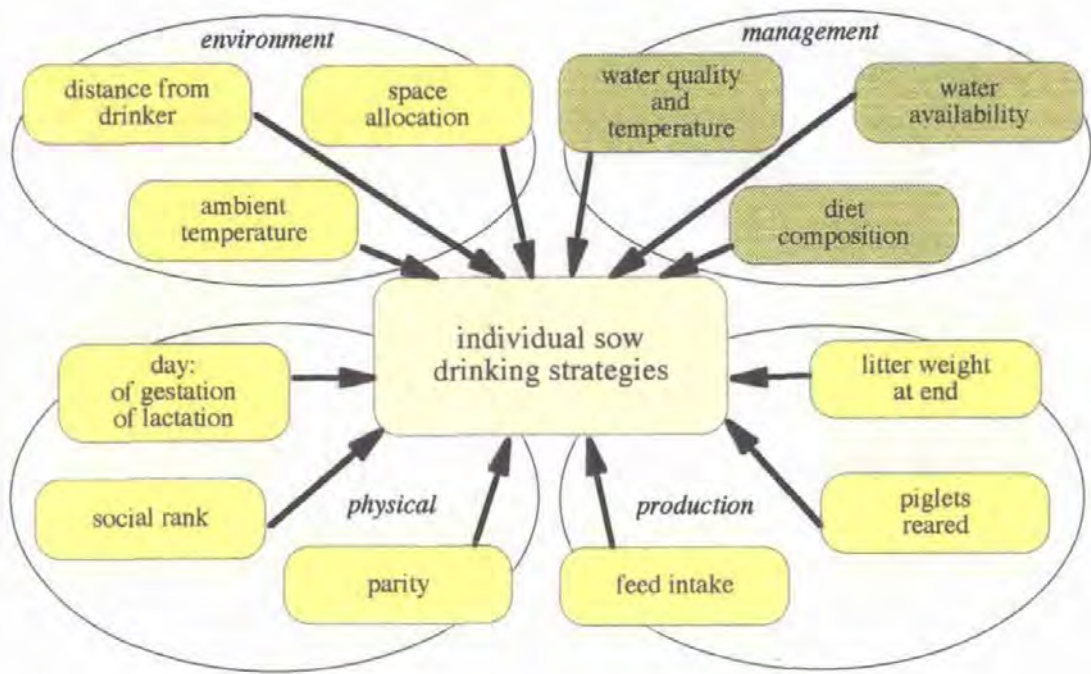 environment
distance from
drinker
space
allocation
ambient
temperature
management
water quality
and
temperature
water
availability
diet
composition
individual sow
drinking strategies
day:
of gestation
of lactation
social rank
physical
parity
litter weight
at end
piglets
reared
production
feed intake